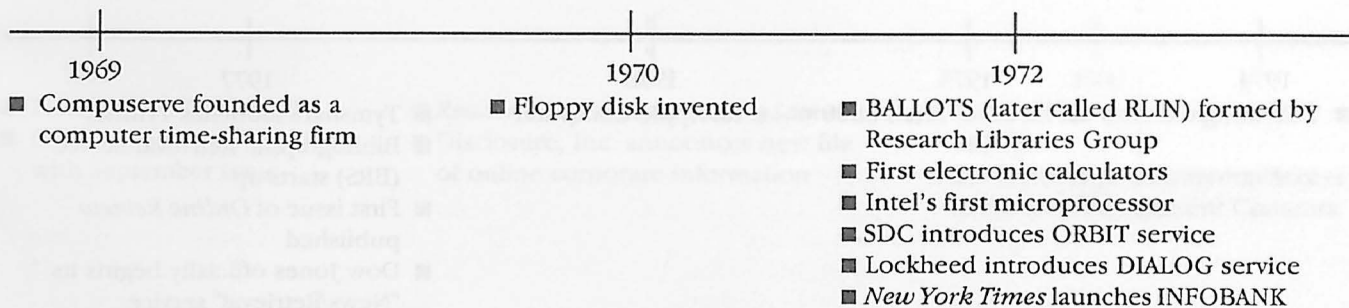 1969
■ Compuserve founded as a
computer time-sharing firm
1970
■ Floppy disk invented
1972
■ BALLOTS (later called RLIN) formed by
Research Libraries Group
■ First electronic calculators
■ Intel's first microprocessor
■ SDC introduces ORBIT service
■ Lockheed introduces DIALOG service
■ New York Times launches INFOBANK